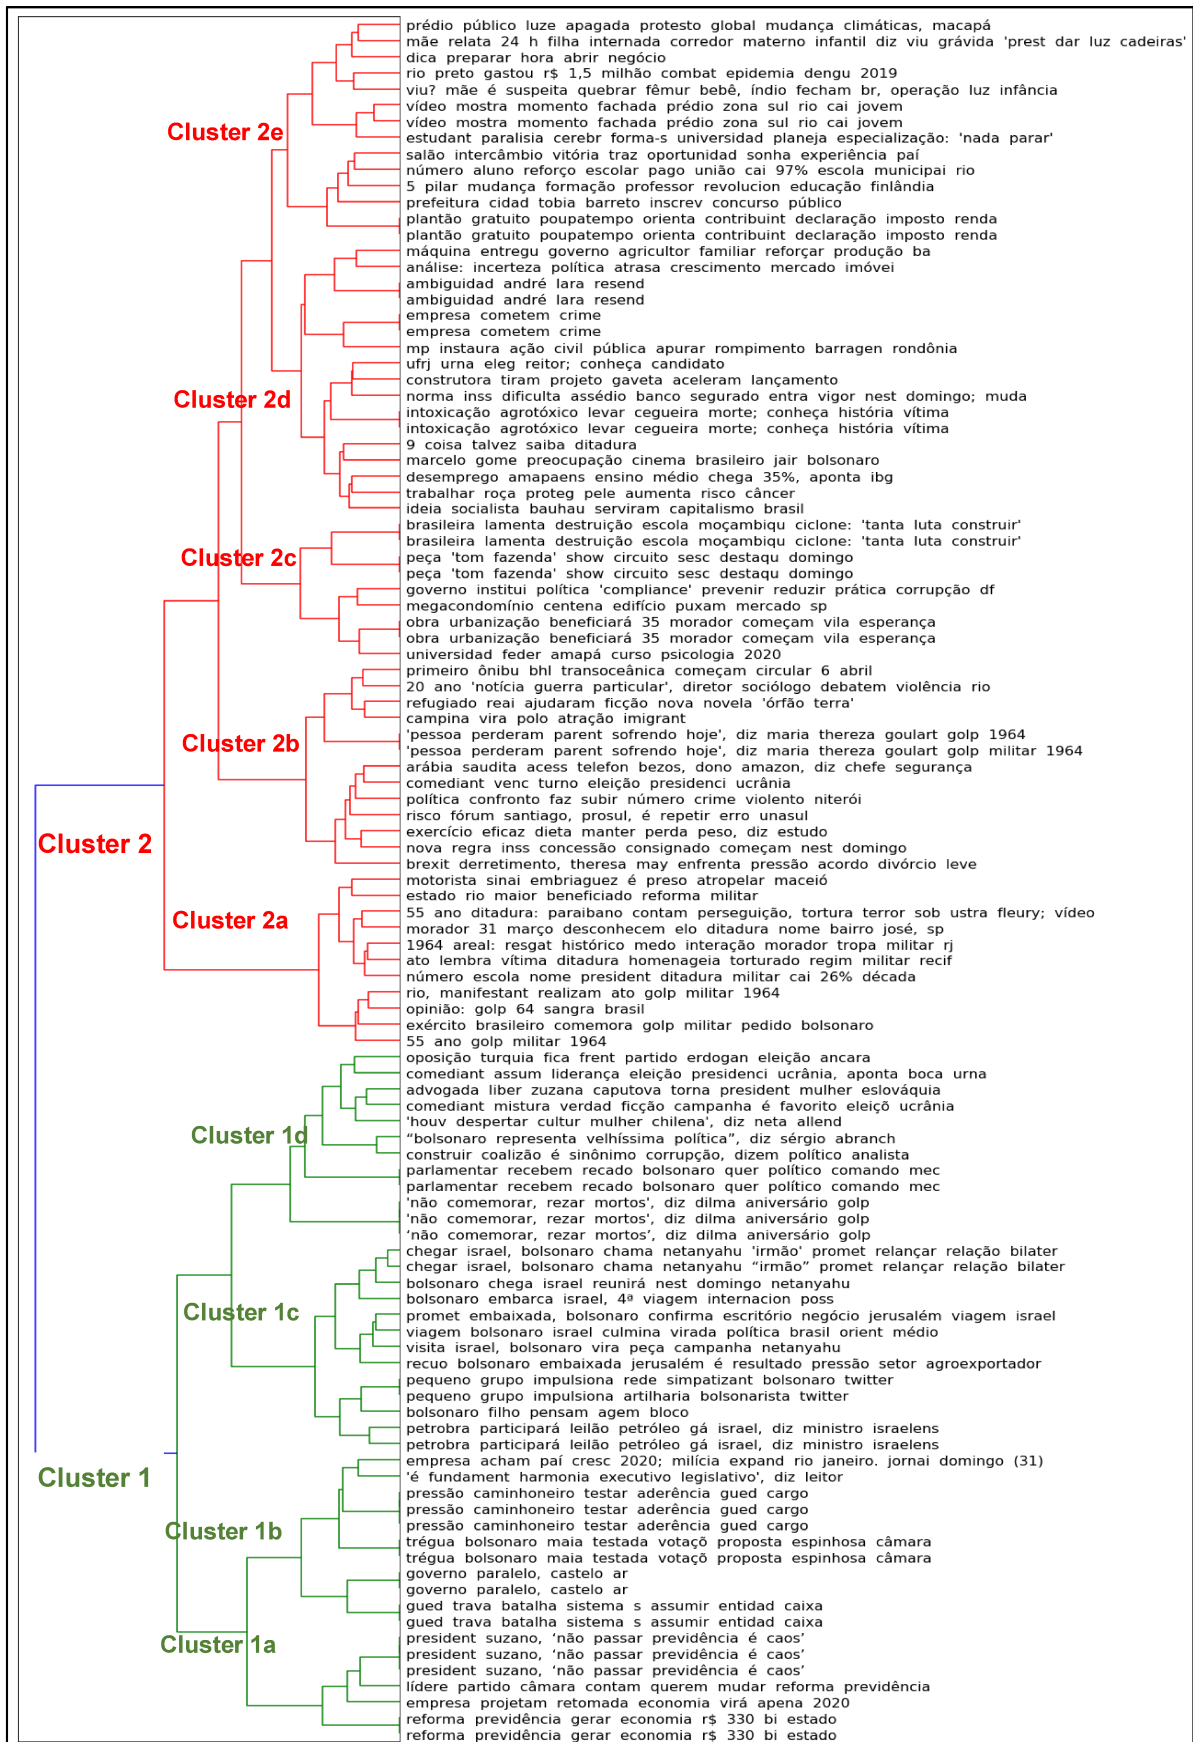 prédio público luze apagada protesto global mudança climáticas, macapá
mãe relata 24 h filha internada corredor materno infantil diz viu grávida 'prest dar luz cadeiras'
dica preparar hora abrir negócio
rio preto gastou r$ 1,5 milhão combat epidemia dengu 2019
viu? mãe é suspeita quebrar fêmur bebê, índio fecham br, operação luz infância
vídeo mostra momento fachada prédio zona sul rio cai jovem
Cluster 2e
vídeo mostra momento fachada prédio zona sul rio cai jovem
estudant paralisia cerebr forma-s universidad planeja especialização: 'nada parar'
salão intercâmbio vitória traz oportunidad sonha experiência paí
número aluno reforço escolar pago união cai 97% escola municipai rio
5 pilar mudança formação professor revolucion educação finlândia
prefeitura cidad tobia barreto inscrev concurso público
plantão gratuito poupatempo orienta contribuint declaração imposto renda
plantão gratuito poupatempo orienta contribuint declaração imposto renda
máquina entregu governo agricultor familiar reforçar produção ba
análise: incerteza política atrasa crescimento mercado imóvei
ambiguidad andré lara resend
ambiguidad andré lara resend
empresa cometem crime
empresa cometem crime
mp instaura ação civil pública apurar rompimento barragen rondônia
ufrj urna eleg reitor; conheça candidato
construtora tiram projeto gaveta aceleram lançamento
Cluster 2d
norma inss dificulta assédio banco segurado entra vigor nest domingo; muda
intoxicação agrotóxico levar cegueira morte; conheça história vítima
intoxicação agrotóxico levar cegueira morte; conheça história vítima
9 coisa talvez saiba ditadura
marcelo gome preocupação cinema brasileiro jair bolsonaro
desemprego amapaens ensino médio chega 35%, aponta ibg
trabalhar roça proteg pele aumenta risco câncer
ideia socialista bauhau serviram capitalismo brasil
brasileira lamenta destruição escola moçambiqu ciclone: 'tanta luta construir'
brasileira lamenta destruição escola moçambiqu ciclone: 'tanta luta construir'
Cluster 2c
peça 'tom fazenda' show circuito sesc destaqu domingo
peça 'tom fazenda' show circuito sesc destaqu domingo
governo institui política 'compliance' prevenir reduzir prática corrupção df
megacondomínio centena edifício puxam mercado sp
obra urbanização beneficiará 35 morador começam vila esperança
obra urbanização beneficiará 35 morador começam vila esperança
universidad feder amapá curso psicologia 2020
primeiro ônibu bhl transoceânica começam circular 6 abril
20 ano 'notícia guerra particular', diretor sociólogo debatem violência rio
refugiado reai ajudaram ficção nova novela 'órfão terra'
campina vira polo atração imigrant
'pessoa perderam parent sofrendo hoje', diz maria thereza goulart golp 1964
Cluster 2b
'pessoa perderam parent sofrendo hoje', diz maria thereza goulart golp militar 1964
arábia saudita acess telefon bezos, dono amazon, diz chefe segurança
comediant venc turno eleição presidenci ucrânia
política confronto faz subir número crime violento niterói
risco fórum santiago, prosul, é repetir erro unasul
exercício eficaz dieta manter perda peso, diz estudo
Cluster 2
nova regra inss concessão consignado começam nest domingo
brexit derretimento, theresa may enfrenta pressão acordo divórcio leve
motorista sinai embriaguez é preso atropelar maceió
estado rio maior beneficiado reforma militar
55 ano ditadura: paraibano contam perseguição, tortura terror sob ustra fleury; vídeo
Cluster 2a
morador 31 março desconhecem elo ditadura nome bairro josé, sp
1964 areal: resgat histórico medo interação morador tropa militar rj
ato lembra vítima ditadura homenageia torturado regim militar recif
número escola nome president ditadura militar cai 26% década
rio, manifestant realizam ato golp militar 1964
opinião: golp 64 sangra brasil
exército brasileiro comemora golp militar pedido bolsonaro
55 ano golp militar 1964
oposição turquia fica frent partido erdogan eleição ancara
comediant assum liderança eleição presidenci ucrânia, aponta boca urna
advogada liber zuzana caputova torna president mulher eslováquia
comediant mistura verdad ficção campanha é favorito eleiçõ ucrânia
'houv despertar cultur mulher chilena', diz neta allend
Cluster 1d
“bolsonaro representa velhíssima política”, diz sérgio abranch
construir coalizão é sinônimo corrupção, dizem político analista
parlamentar recebem recado bolsonaro quer político comando mec
parlamentar recebem recado bolsonaro quer político comando mec
'não comemorar, rezar mortos', diz dilma aniversário golp
'não comemorar, rezar mortos', diz dilma aniversário golp
‘não comemorar, rezar mortos’, diz dilma aniversário golp
chegar israel, bolsonaro chama netanyahu 'irmão' promet relançar relação bilater
chegar israel, bolsonaro chama netanyahu “irmão” promet relançar relação bilater
bolsonaro chega israel reunirá nest domingo netanyahu
bolsonaro embarca israel, 4ª viagem internacion poss
Cluster 1c
promet embaixada, bolsonaro confirma escritório negócio jerusalém viagem israel
viagem bolsonaro israel culmina virada política brasil orient médio
visita israel, bolsonaro vira peça campanha netanyahu
recuo bolsonaro embaixada jerusalém é resultado pressão setor agroexportador
pequeno grupo impulsiona rede simpatizant bolsonaro twitter
pequeno grupo impulsiona artilharia bolsonarista twitter
bolsonaro filho pensam agem bloco
petrobra participará leilão petróleo gá israel, diz ministro israelens
petrobra participará leilão petróleo gá israel, diz ministro israelens
empresa acham paí cresc 2020; milícia expand rio janeiro. jornai domingo (31)
Cluster 1
'é fundament harmonia executivo legislativo', diz leitor
pressão caminhoneiro testar aderência gued cargo
pressão caminhoneiro testar aderência gued cargo
pressão caminhoneiro testar aderência gued cargo
Cluster 1b
trégua bolsonaro maia testada votaçõ proposta espinhosa câmara
trégua bolsonaro maia testada votaçõ proposta espinhosa câmara
governo paralelo, castelo ar
governo paralelo, castelo ar
gued trava batalha sistema s assumir entidad caixa
gued trava batalha sistema s assumir entidad caixa
president suzano, ‘não passar previdência é caos’
Cluster 1a
president suzano, ‘não passar previdência é caos’
president suzano, ‘não passar previdência é caos’
lídere partido câmara contam querem mudar reforma previdência
empresa projetam retomada economia virá apena 2020
reforma previdência gerar economia r$ 330 bi estado
reforma previdência gerar economia r$ 330 bi estado